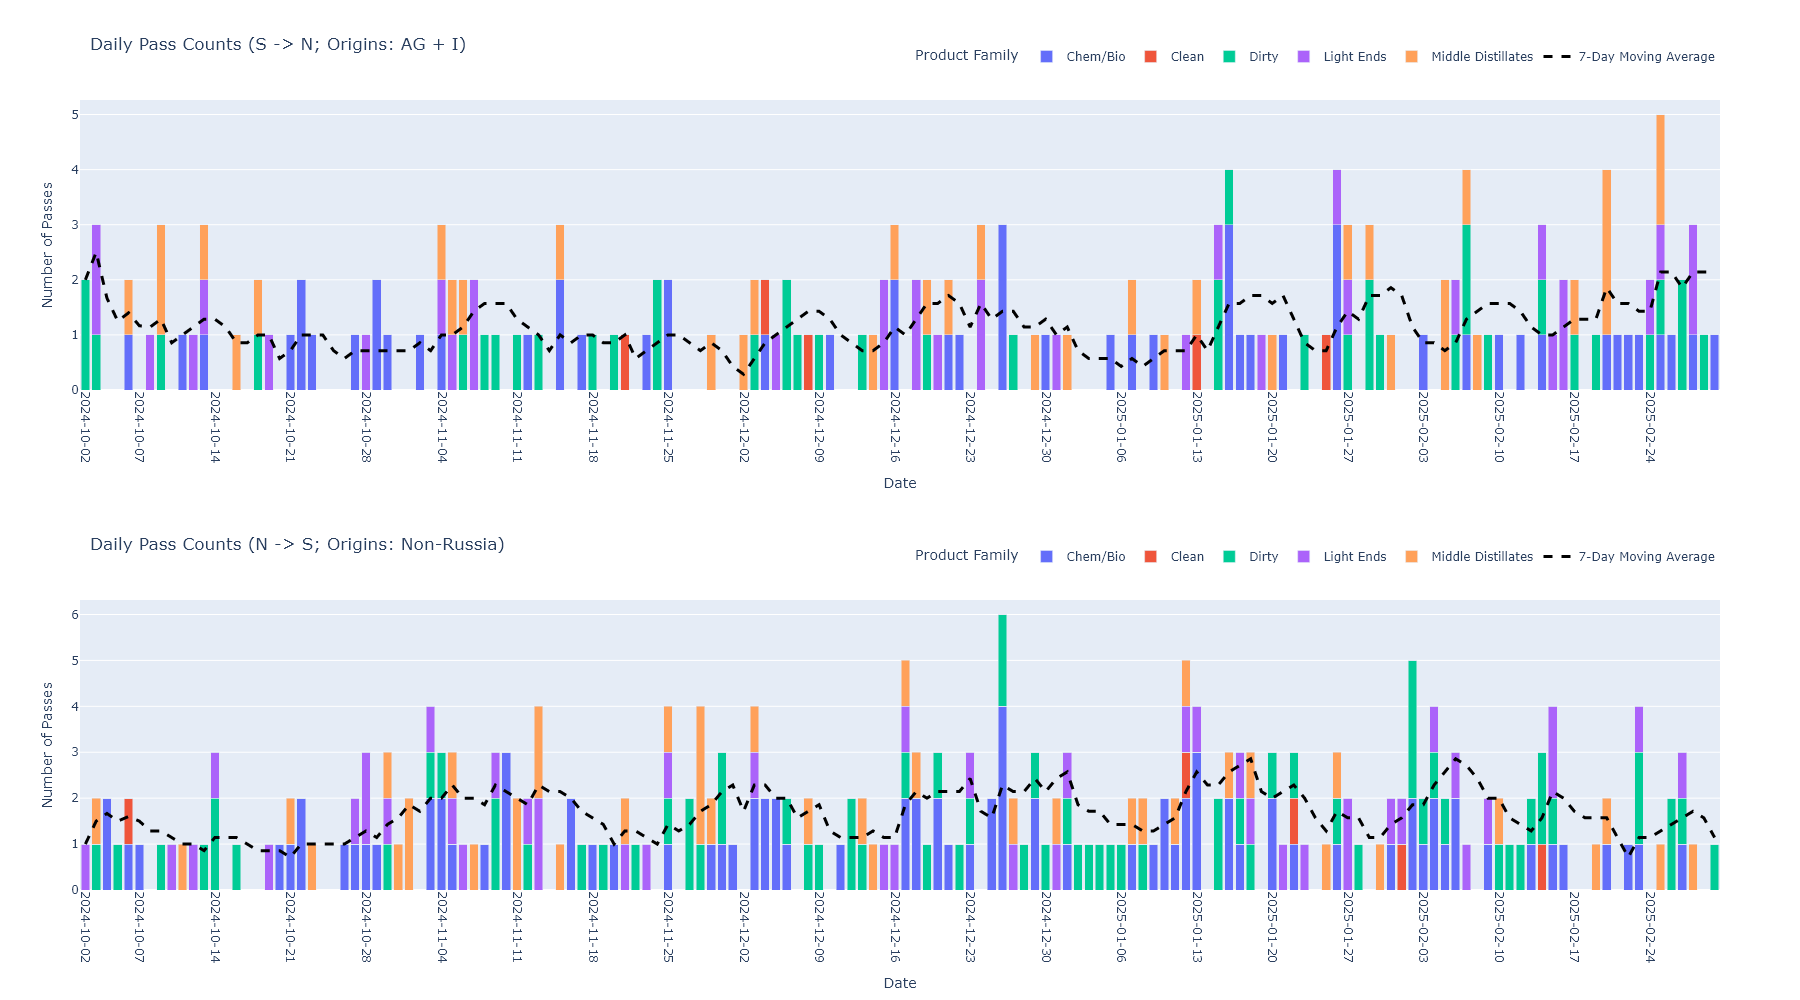 Daily Pass Counts (S -> N; Origins: AG + I)
Product Family Chem/Bio Clean Dirty Light Ends Middle Distillates 7-Day Moving Average
Number of Passes
5
4
3
2
1
0
2024-10-02 2024-10-07 2024-10-14 2024-10-21 2024-10-28 2024-11-04 2024-11-11 2024-11-18 2024-11-25 2024-12-02 2024-12-09 2024-12-16 2024-12-23 2024-12-30 2025-01-06 2025-01-13 2025-01-20 2025-01-27 2025-02-03 2025-02-10 2025-02-17 2025-02-24
Date
Daily Pass Counts (N -> S; Origins: Non-Russia)
Product Family Chem/Bio Clean Dirty Light Ends Middle Distillates 7-Day Moving Average
Number of Passes
6
5
4
3
2
1
0
2024-10-02 2024-10-07 2024-10-14 2024-10-21 2024-10-28 2024-11-04 2024-11-11 2024-11-18 2024-11-25 2024-12-02 2024-12-09 2024-12-16 2024-12-23 2024-12-30 2025-01-06 2025-01-13 2025-01-20 2025-01-27 2025-02-03 2025-02-10 2025-02-17 2025-02-24
Date